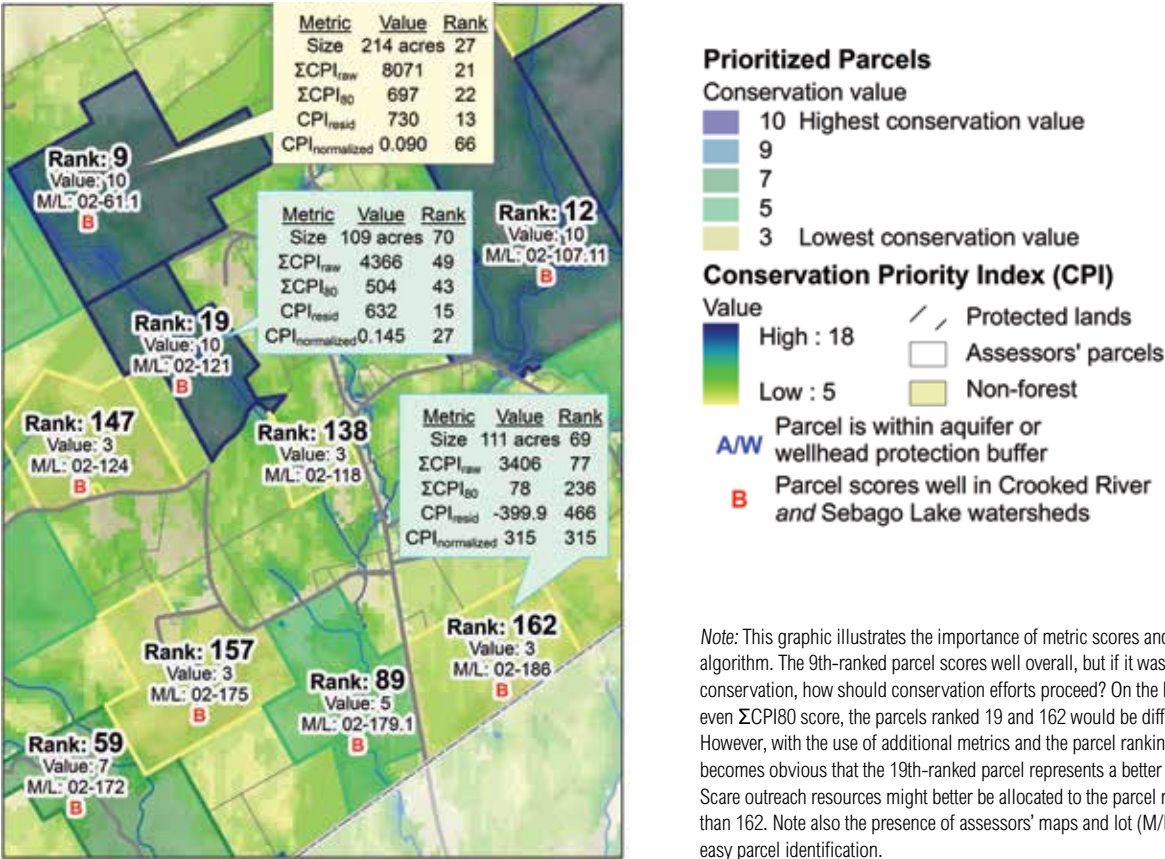 Metric Value Rank
Size 214 acres 27
ΣCPIraw 8071 21
ΣCPI80 697 22
CPIresid 730 13
CPInormalized 0.090 66
Rank: 9
Value: 10
M/L: 02-61.1
B
Metric Value Rank
Size 109 acres 70
ΣCPIraw 4366 49
ΣCPI80 504 43
CPIresid 632 15
CPInormalized 0.145 27
Rank: 12
Value: 10
M/L: 02-107.11
B
Rank: 19
Value: 10
M/L: 02-121
B
Metric Value Rank
Size 111 acres 69
ΣCPIraw 3406 77
ΣCPI80 78 236
CPIresid -399.9 466
CPInormalized 315 315
Rank: 147
Value: 3
M/L: 02-124
B
Rank: 138
Value: 3
M/L: 02-118
Rank: 162
Value: 3
M/L: 02-186
B
Rank: 157
Value: 3
M/L: 02-175
B
Rank: 89
Value: 5
M/L: 02-179.1
B
Rank: 59
Value: 7
M/L: 02-172
B
Prioritized Parcels
Conservation value
10 Highest conservation value
9
7
5
3 Lowest conservation value
Conservation Priority Index (CPI)
Value
High : 18
Low : 5
Protected lands
Assessors' parcels
Non-forest
A/W Parcel is within aquifer or
wellhead protection buffer
B Parcel scores well in Crooked River
and Sebago Lake watersheds
Note: This graphic illustrates the importance of metric scores and
algorithm. The 9th-ranked parcel scores well overall, but if it was
conservation, how should conservation efforts proceed? On the
even ΣCPI80 score, the parcels ranked 19 and 162 would be
However, with the use of additional metrics and the parcel
becomes obvious that the 19th-ranked parcel represents a better
Scare outreach resources might better be allocated to the parcel
than 162. Note also the presence of assessors' maps and lot
easy parcel identification.